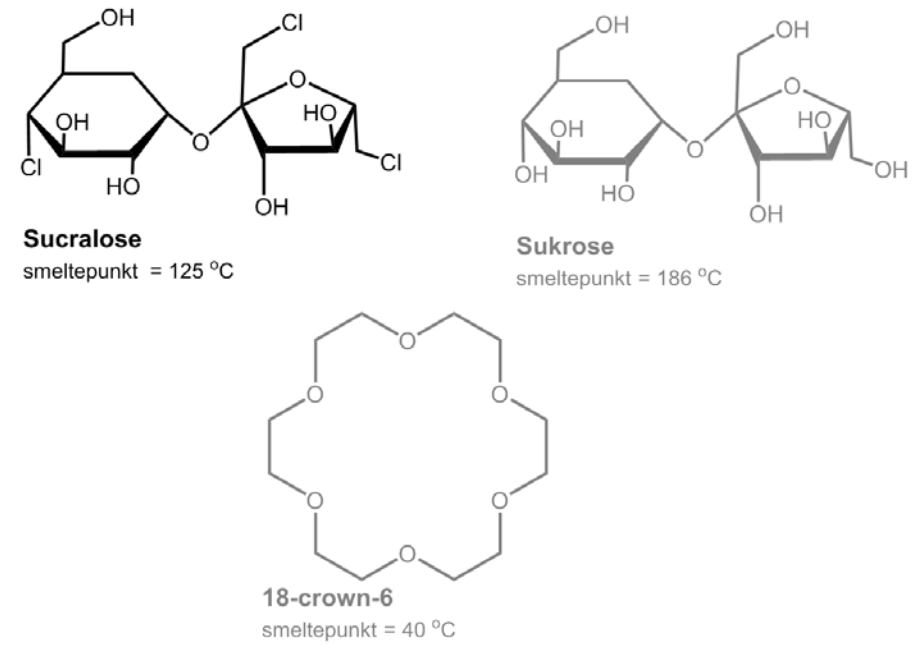 OH
Cl
O
OH
HO
O
Cl
HO
Cl
OH
Sucralose
smeltepunkt = 125 °C
OH
OH
O
OH
HO
O
OH
HO
OH
OH
Sukrose
smeltepunkt = 186 °C
O
O
O
O
O
O
18-crown-6
smeltepunkt = 40 °C